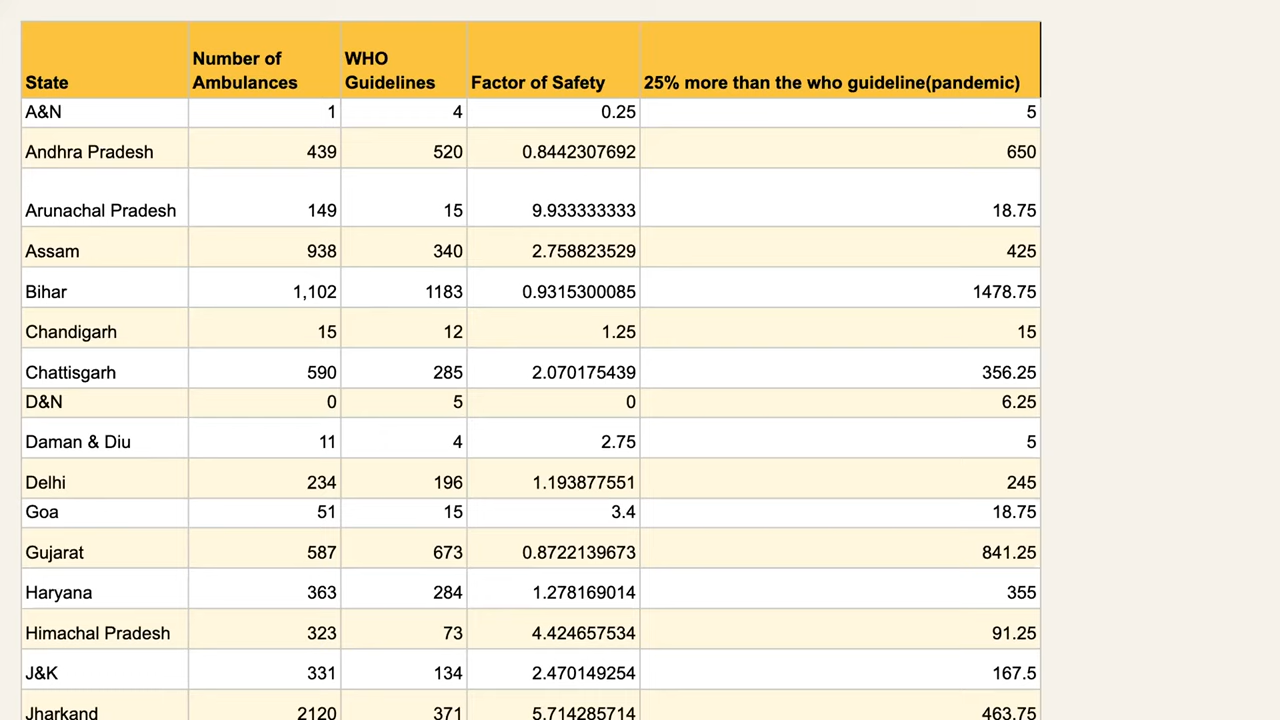 State Number of Ambulances WHO Guidelines Factor of Safety 25% more than the who guideline(pandemic)
A&N 1 4 0.25 5
Andhra Pradesh 439 520 0.8442307692 650
Arunachal Pradesh 149 15 9.933333333 18.75
Assam 938 340 2.758823529 425
Bihar 1,102 1183 0.9315300085 1478.75
Chandigarh 15 12 1.25 15
Chattisgarh 590 285 2.070175439 356.25
D&N 0 5 0 6.25
Daman & Diu 11 4 2.75 5
Delhi 234 196 1.193877551 245
Goa 51 15 3.4 18.75
Gujarat 587 673 0.8722139673 841.25
Haryana 363 284 1.278169014 355
Himachal Pradesh 323 73 4.424657534 91.25
J&K 331 134 2.470149254 167.5
Jharkand 2120 371 5.714285714 463.75